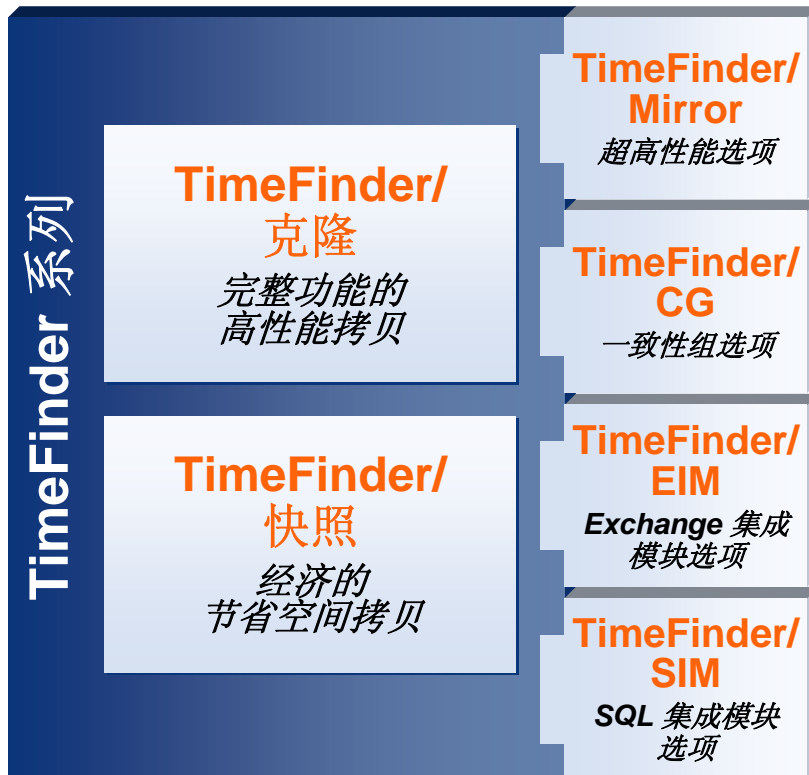 TimeFinder 系列
TimeFinder/
克隆
完整功能的
高性能拷贝
TimeFinder/
快照
经济的
节省空间拷贝
TimeFinder/
Mirror
超高性能选项
TimeFinder/
CG
一致性组选项
TimeFinder/
EIM
Exchange 集成
模块选项
TimeFinder/
SIM
SQL 集成模块
选项